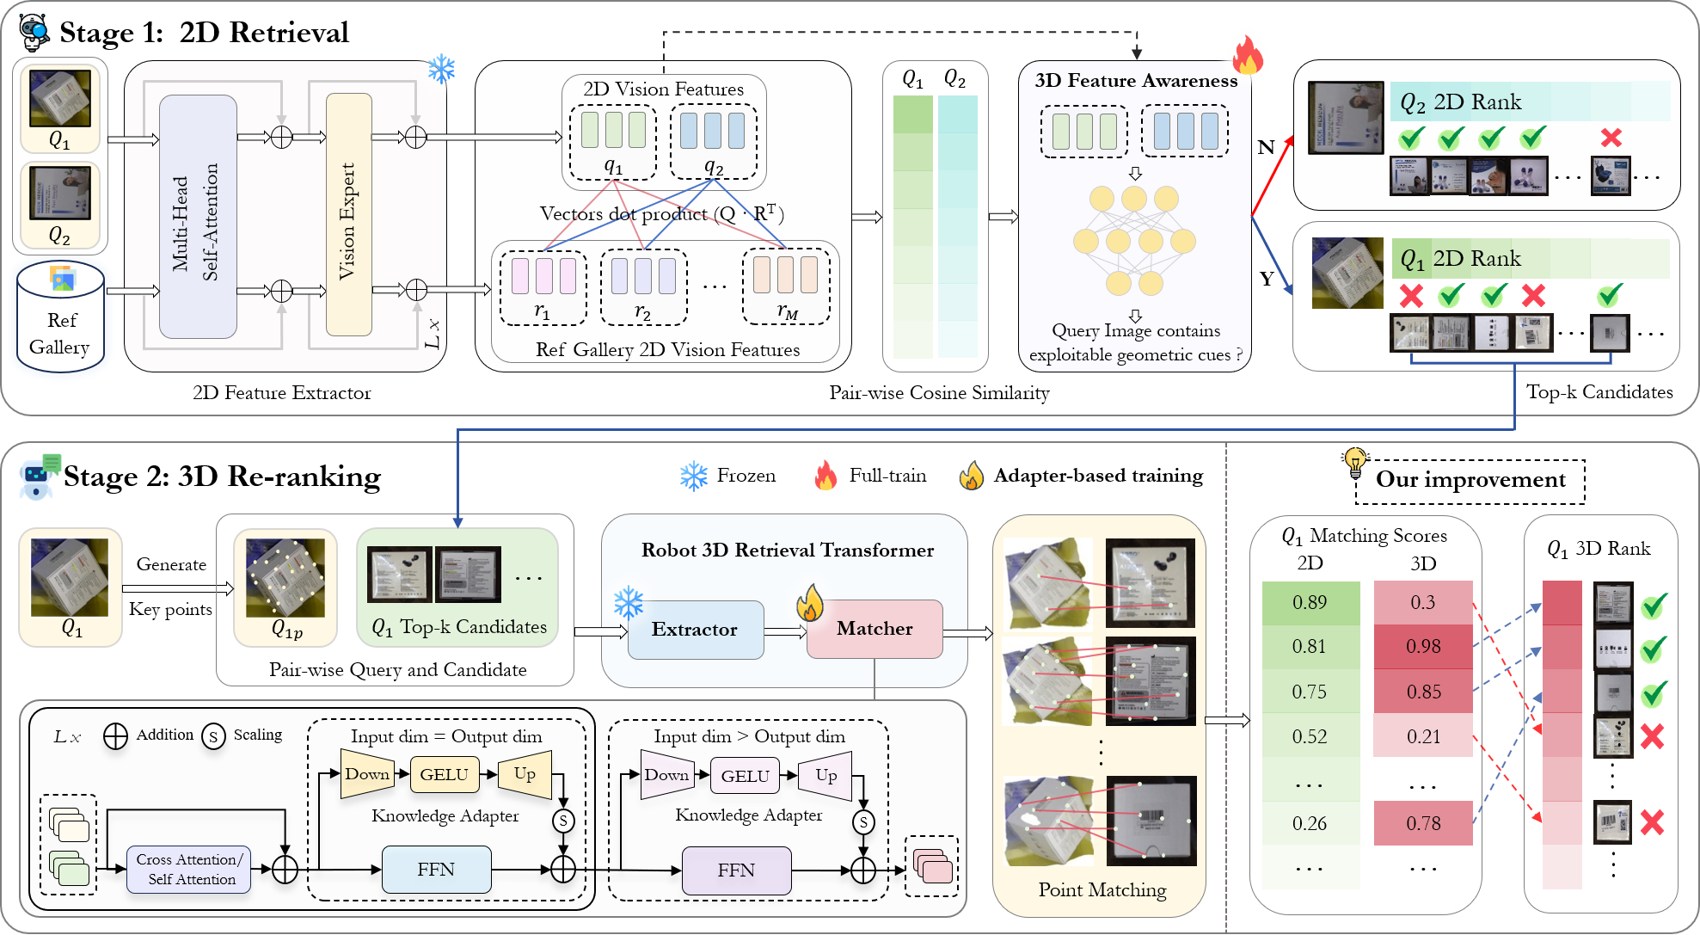 Stage 1: 2D Retrieval
Q1
Q2
Ref
Gallery
Multi-Head
Self-Attention
Vision Expert
L x
2D Feature Extractor
2D Vision Features
q1
q2
Vectors dot product (Q · R^T)
r1
r2
...
rM
Ref Gallery 2D Vision Features
Q1 Q2
Pair-wise Cosine Similarity
3D Feature Awareness
Query Image contains
exploitable geometric cues ?
N
Y
Q2 2D Rank
... ...
Q1 2D Rank
... ...
Top-k Candidates
Stage 2: 3D Re-ranking
Frozen
Full-train
Adapter-based training
Our improvement
Q1
Generate
Key points
Q1p
...
Q1 Top-k Candidates
Pair-wise Query and Candidate
Robot 3D Retrieval Transformer
Extractor
Matcher
L x
Addition
S
Scaling
Cross Attention/
Self Attention
Input dim = Output dim
Down
GELU
Up
Knowledge Adapter
S
FFN
Input dim > Output dim
Down
GELU
Up
Knowledge Adapter
S
FFN
Point Matching
Q1 Matching Scores
2D 3D
0.89 0.3
0.81 0.98
0.75 0.85
0.52 0.21
... ...
0.26 0.78
... ...
Q1 3D Rank